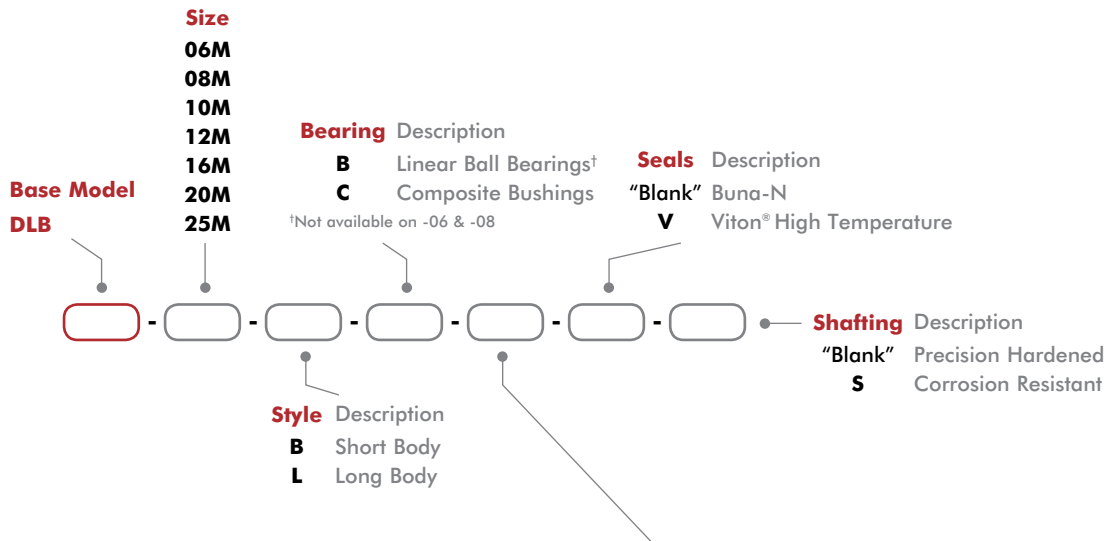 Size
06M
08M
10M
12M
16M
20M
25M
Base Model
DLB
Bearing Description
B Linear Ball Bearings†
C Composite Bushings
†Not available on -06 & -08
Seals Description
"Blank" Buna-N
V Viton® High Temperature
- - - - - -
Shafting Description
"Blank" Precision Hardened
S Corrosion Resistant
Style Description
B Short Body
L Long Body